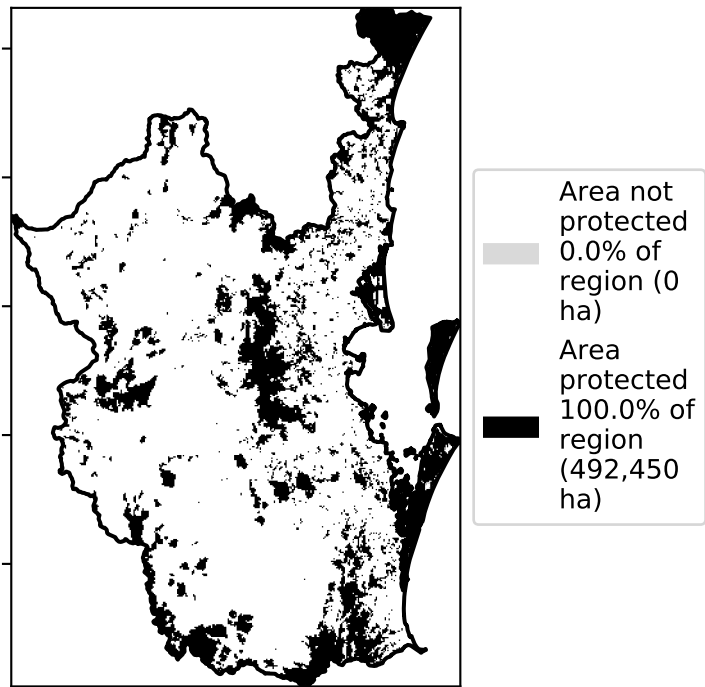 Area not
protected
0.0% of
region (0
ha)
Area
protected
100.0% of
region
(492,450
ha)